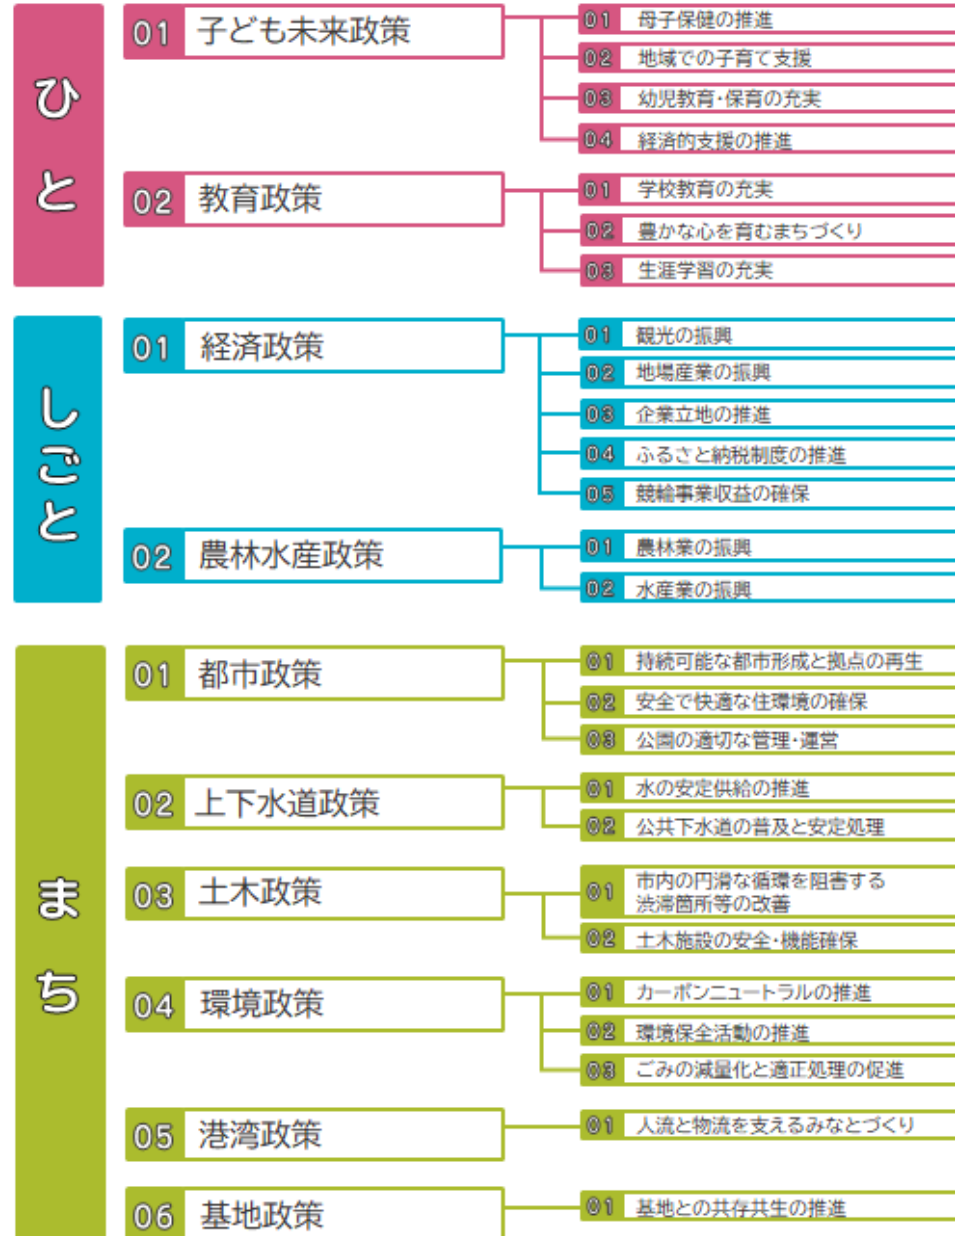 ひと
01 子ども未来政策
01 母子保健の推進
02 地域での子育て支援
03 幼児教育・保育の充実
04 経済的支援の推進
02 教育政策
01 学校教育の充実
02 豊かな心を育むまちづくり
03 生涯学習の充実
しごと
01 経済政策
01 観光の振興
02 地場産業の振興
03 企業立地の推進
04 ふるさと納税制度の推進
05 競輪事業収益の確保
02 農林水産政策
01 農林業の振興
02 水産業の振興
まち
01 都市政策
01 持続可能な都市形成と拠点の再生
02 安全で快適な住環境の確保
03 公園の適切な管理・運営
02 上下水道政策
01 水の安定供給の推進
02 公共下水道の普及と安定処理
03 土木政策
01 市内の円滑な循環を阻害する
渋滞箇所等の改善
02 土木施設の安全・機能確保
04 環境政策
01 カーボンニュートラルの推進
02 環境保全活動の推進
03 ごみの減量化と適正処理の促進
05 港湾政策
01 人流と物流を支えるみなとづくり
06 基地政策
01 基地との共存共生の推進